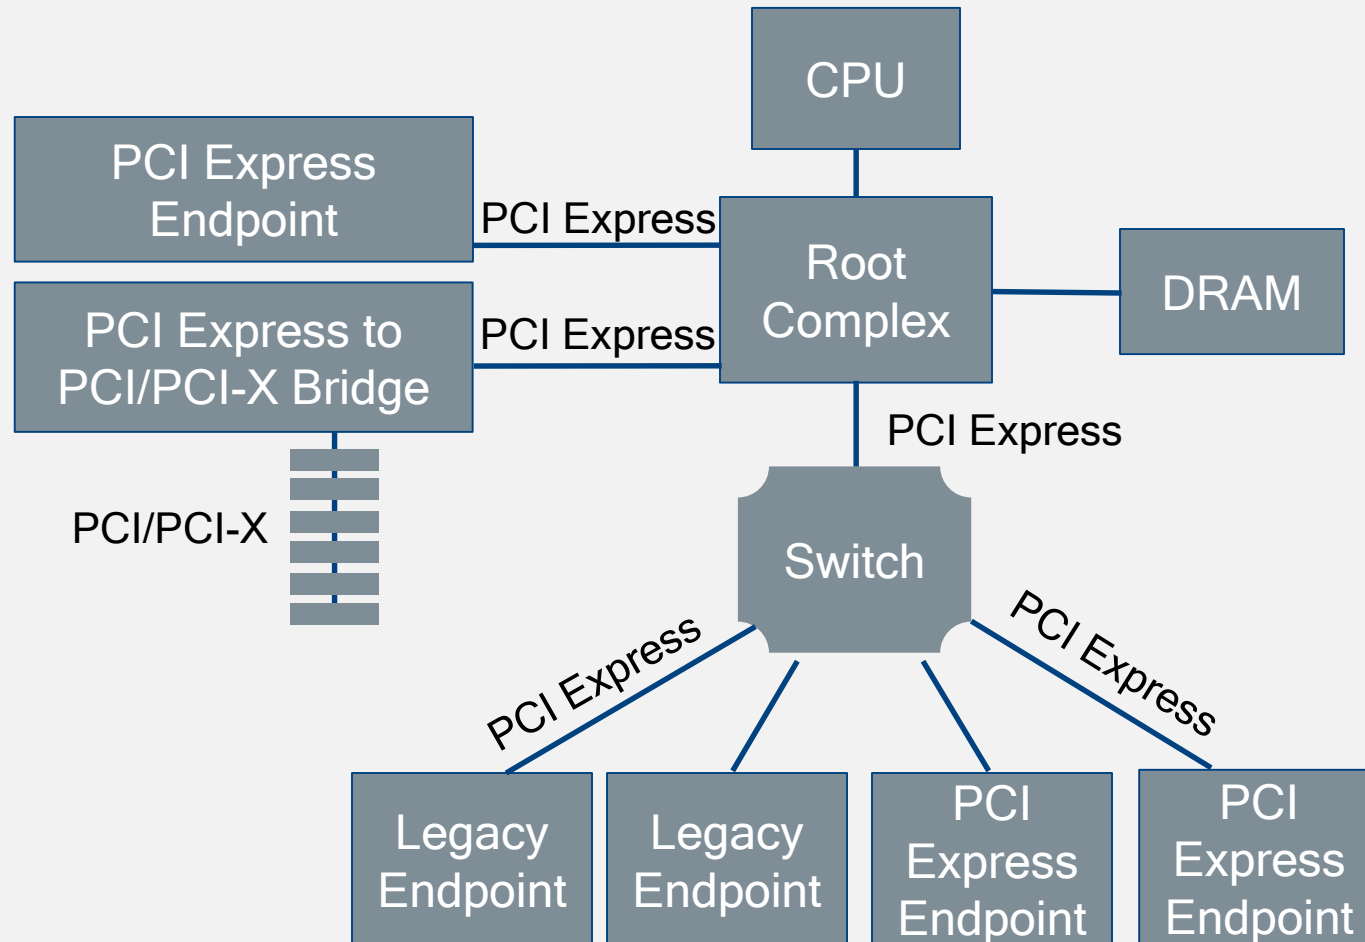 CPU
PCI Express
Endpoint
PCI Express
Root
Complex
DRAM
PCI Express to
PCI/PCI-X Bridge
PCI Express
PCI Express
PCI/PCI-X
Switch
PCI Express
PCI Express
Legacy
Endpoint
Legacy
Endpoint
PCI
Express
Endpoint
PCI
Express
Endpoint